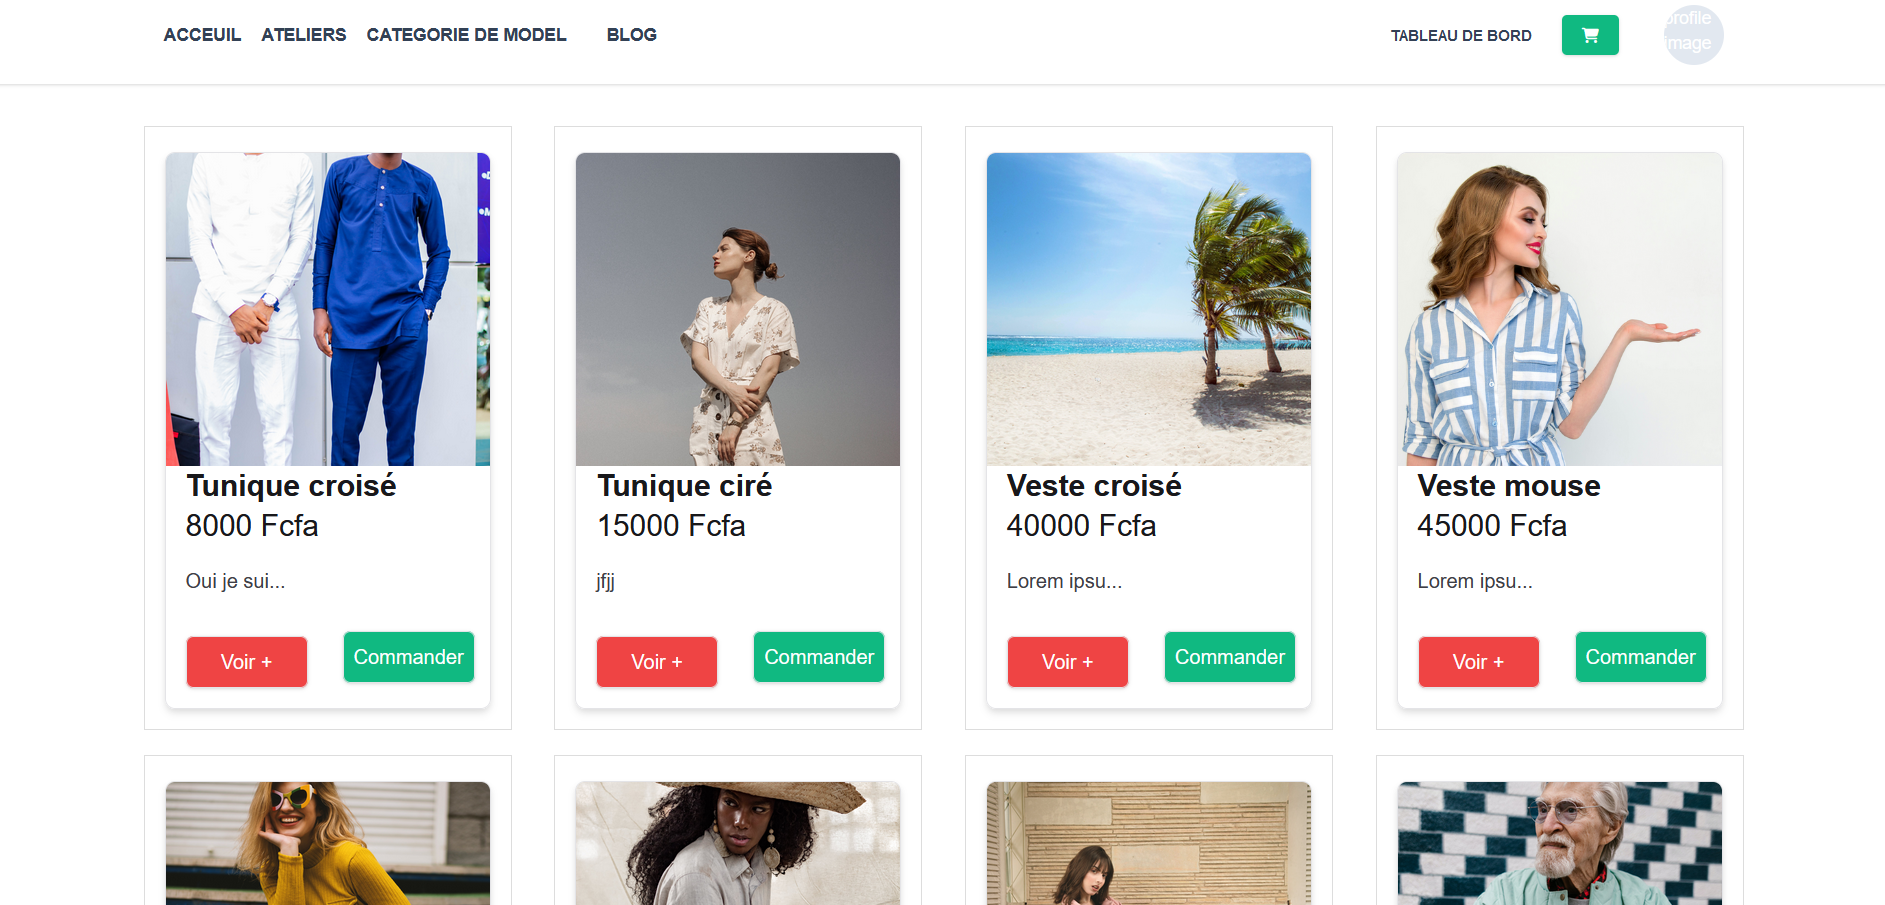 ACCEUIL ATELIERS CATEGORIE DE MODEL BLOG TABLEAU DE BORD profile image
Tunique croisé
8000 Fcfa
Oui je sui...
Voir + Commander
Tunique ciré
15000 Fcfa
jfjj
Voir + Commander
Veste croisé
40000 Fcfa
Lorem ipsu...
Voir + Commander
Veste mouse
45000 Fcfa
Lorem ipsu...
Voir + Commander